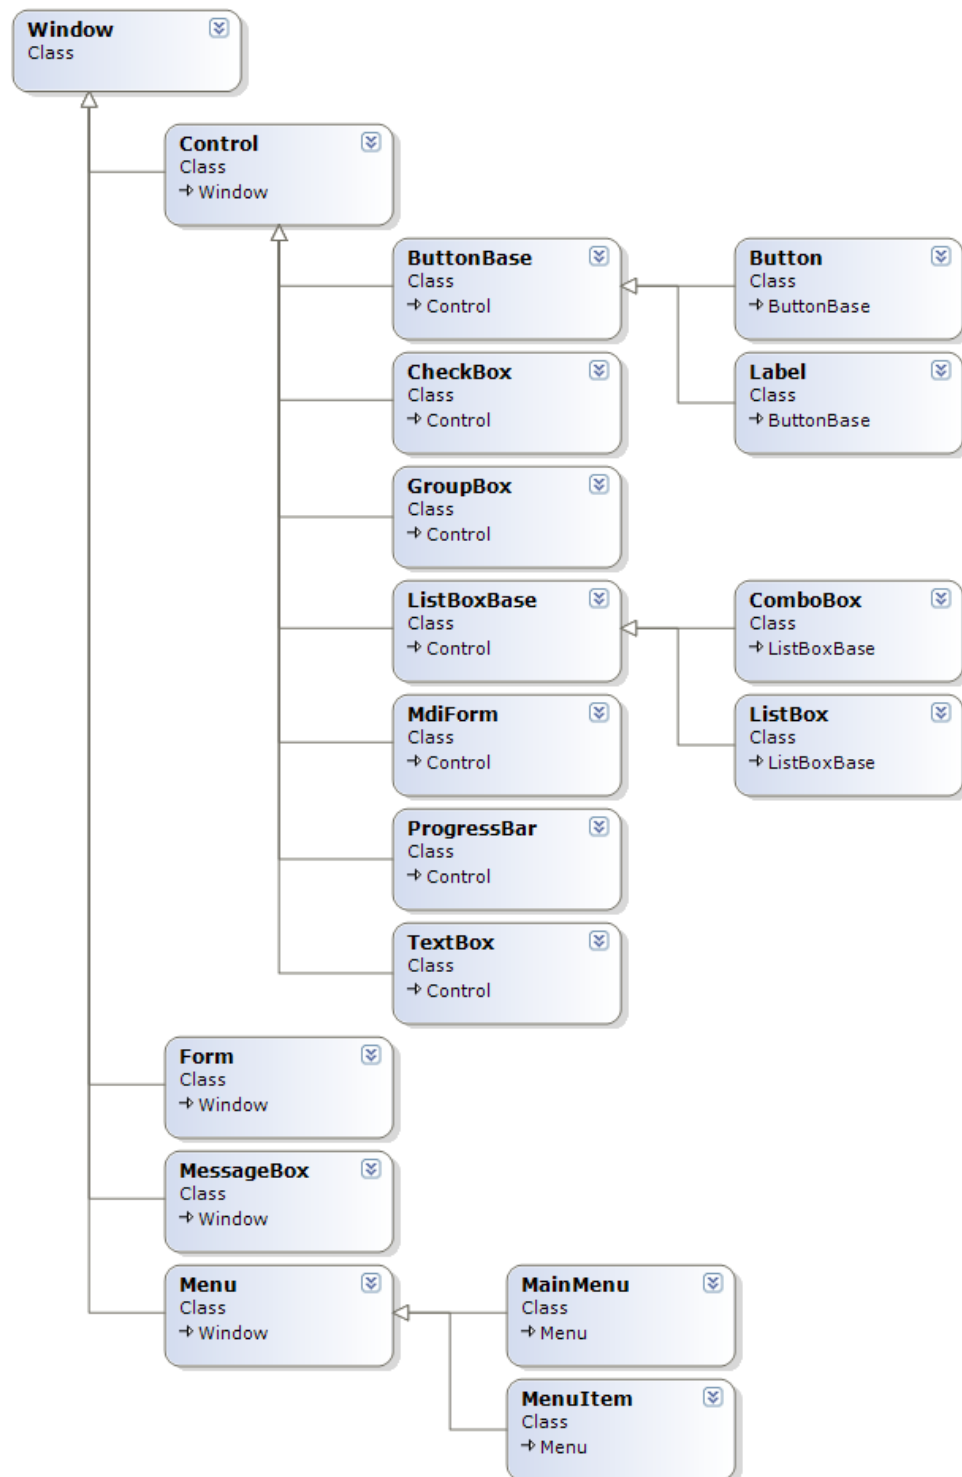 Window
Class
Control
Class
Window
ButtonBase
Class
Control
Button
Class
ButtonBase
CheckBox
Class
Control
Label
Class
ButtonBase
GroupBox
Class
Control
ListBoxBase
Class
Control
ComboBox
Class
ListBoxBase
MdiForm
Class
Control
ListBox
Class
ListBoxBase
ProgressBar
Class
Control
TextBox
Class
Control
Form
Class
Window
MessageBox
Class
Window
Menu
Class
Window
MainMenu
Class
Menu
MenuItem
Class
Menu